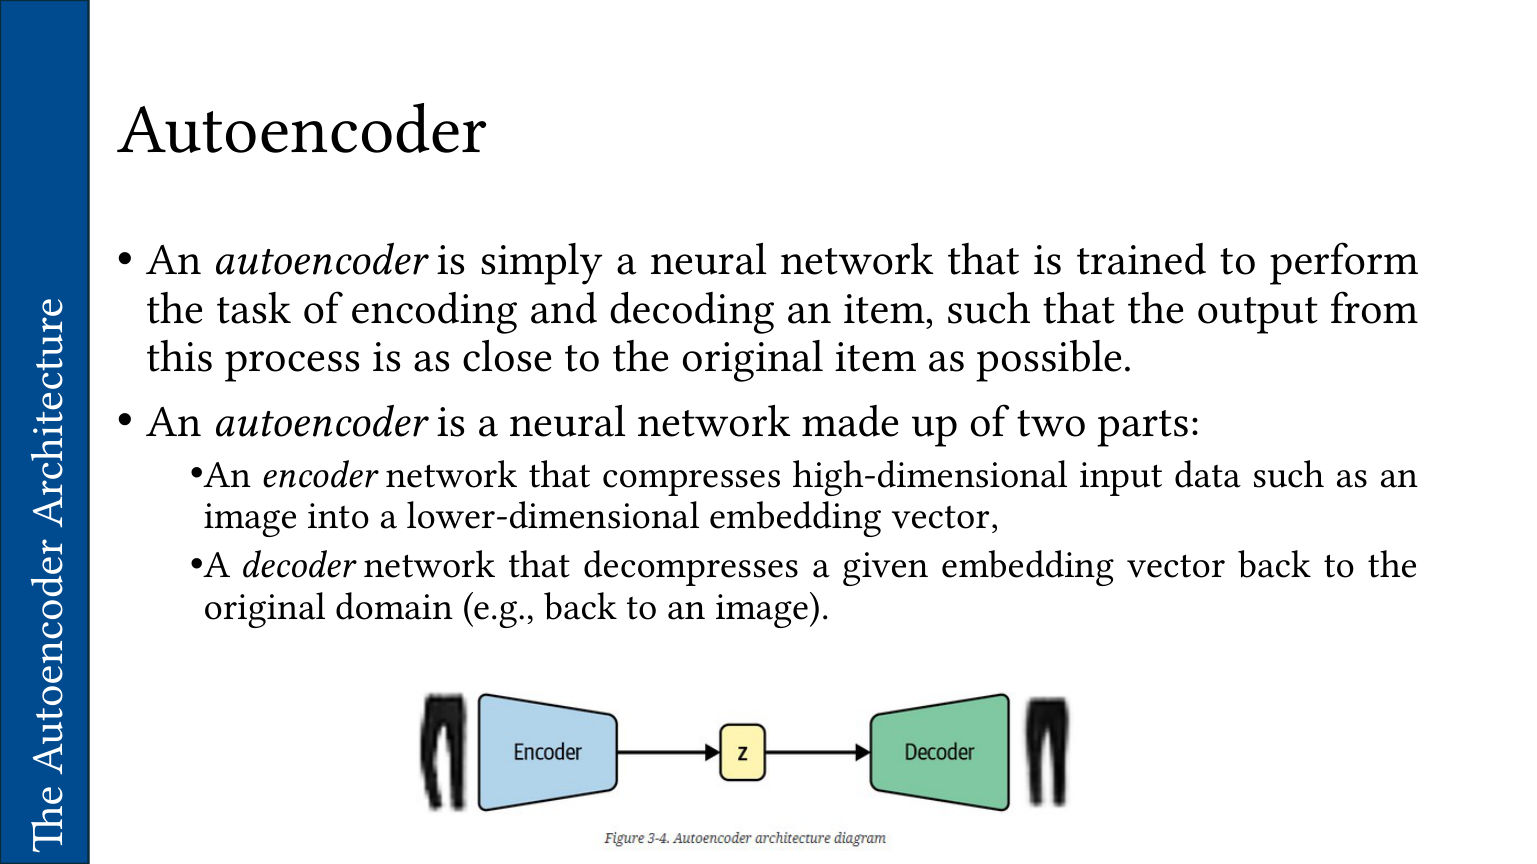 The Autoencoder Architecture
Autoencoder
• An autoencoder is simply a neural network that is trained to perform
the task of encoding and decoding an item, such that the output from
this process is as close to the original item as possible.
• An autoencoder is a neural network made up of two parts:
•An encoder network that compresses high-dimensional input data such as an
image into a lower-dimensional embedding vector,
•A decoder network that decompresses a given embedding vector back to the
original domain (e.g., back to an image).
Encoder
z
Decoder
Figure 3-4. Autoencoder architecture diagram